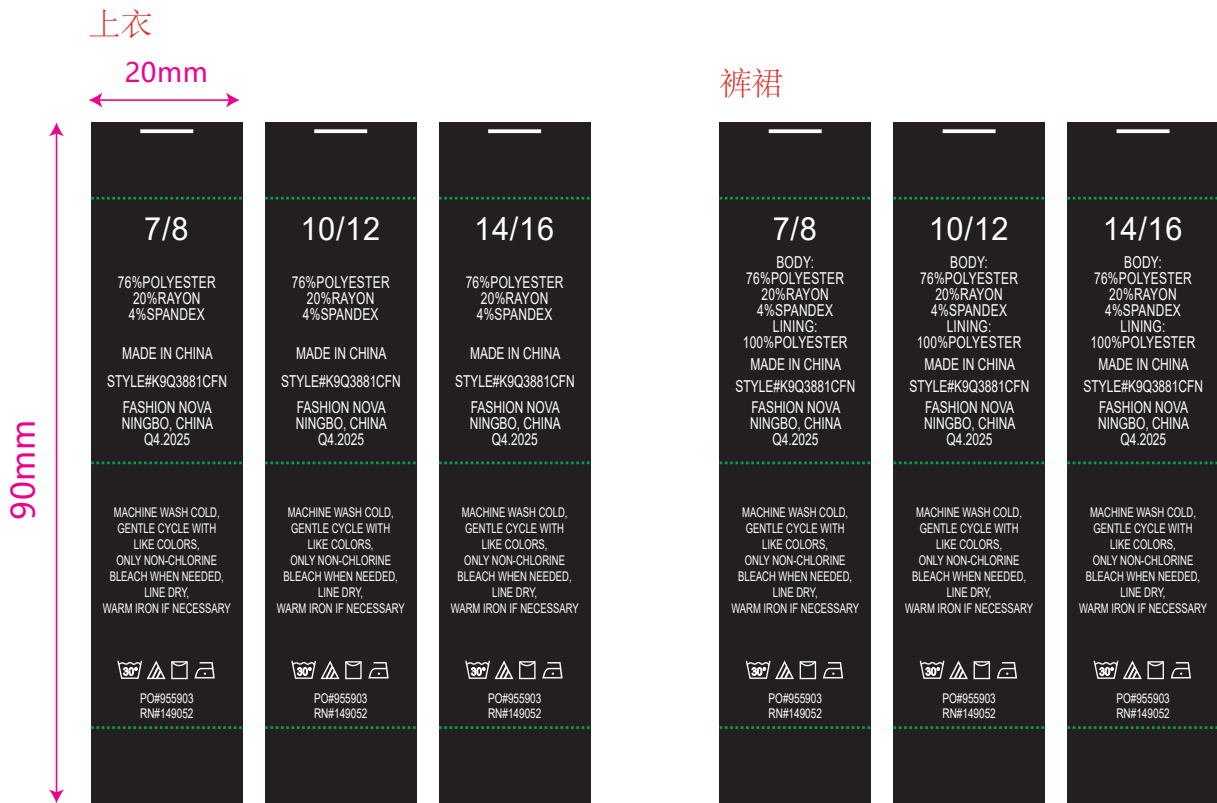 上衣
20mm
90mm
7/8
76%POLYESTER
20%RAYON
4%SPANDEX
MADE IN CHINA
STYLE#K9Q3881CFN
FASHION NOVA
NINGBO, CHINA
Q4.2025
MACHINE WASH COLD,
GENTLE CYCLE WITH
LIKE COLORS,
ONLY NON-CHLORINE
BLEACH WHEN NEEDED,
LINE DRY,
WARM IRON IF NECESSARY
30°
PO#955903
RN#149052
10/12
76%POLYESTER
20%RAYON
4%SPANDEX
MADE IN CHINA
STYLE#K9Q3881CFN
FASHION NOVA
NINGBO, CHINA
Q4.2025
MACHINE WASH COLD,
GENTLE CYCLE WITH
LIKE COLORS,
ONLY NON-CHLORINE
BLEACH WHEN NEEDED,
LINE DRY,
WARM IRON IF NECESSARY
30°
PO#955903
RN#149052
14/16
76%POLYESTER
20%RAYON
4%SPANDEX
MADE IN CHINA
STYLE#K9Q3881CFN
FASHION NOVA
NINGBO, CHINA
Q4.2025
MACHINE WASH COLD,
GENTLE CYCLE WITH
LIKE COLORS,
ONLY NON-CHLORINE
BLEACH WHEN NEEDED,
LINE DRY,
WARM IRON IF NECESSARY
30°
PO#955903
RN#149052
裤裙
7/8
BODY:
76%POLYESTER
20%RAYON
4%SPANDEX
LINING:
100%POLYESTER
MADE IN CHINA
STYLE#K9Q3881CFN
FASHION NOVA
NINGBO, CHINA
Q4.2025
MACHINE WASH COLD,
GENTLE CYCLE WITH
LIKE COLORS,
ONLY NON-CHLORINE
BLEACH WHEN NEEDED,
LINE DRY,
WARM IRON IF NECESSARY
30°
PO#955903
RN#149052
10/12
BODY:
76%POLYESTER
20%RAYON
4%SPANDEX
LINING:
100%POLYESTER
MADE IN CHINA
STYLE#K9Q3881CFN
FASHION NOVA
NINGBO, CHINA
Q4.2025
MACHINE WASH COLD,
GENTLE CYCLE WITH
LIKE COLORS,
ONLY NON-CHLORINE
BLEACH WHEN NEEDED,
LINE DRY,
WARM IRON IF NECESSARY
30°
PO#955903
RN#149052
14/16
BODY:
76%POLYESTER
20%RAYON
4%SPANDEX
LINING:
100%POLYESTER
MADE IN CHINA
STYLE#K9Q3881CFN
FASHION NOVA
NINGBO, CHINA
Q4.2025
MACHINE WASH COLD,
GENTLE CYCLE WITH
LIKE COLORS,
ONLY NON-CHLORINE
BLEACH WHEN NEEDED,
LINE DRY,
WARM IRON IF NECESSARY
30°
PO#955903
RN#149052